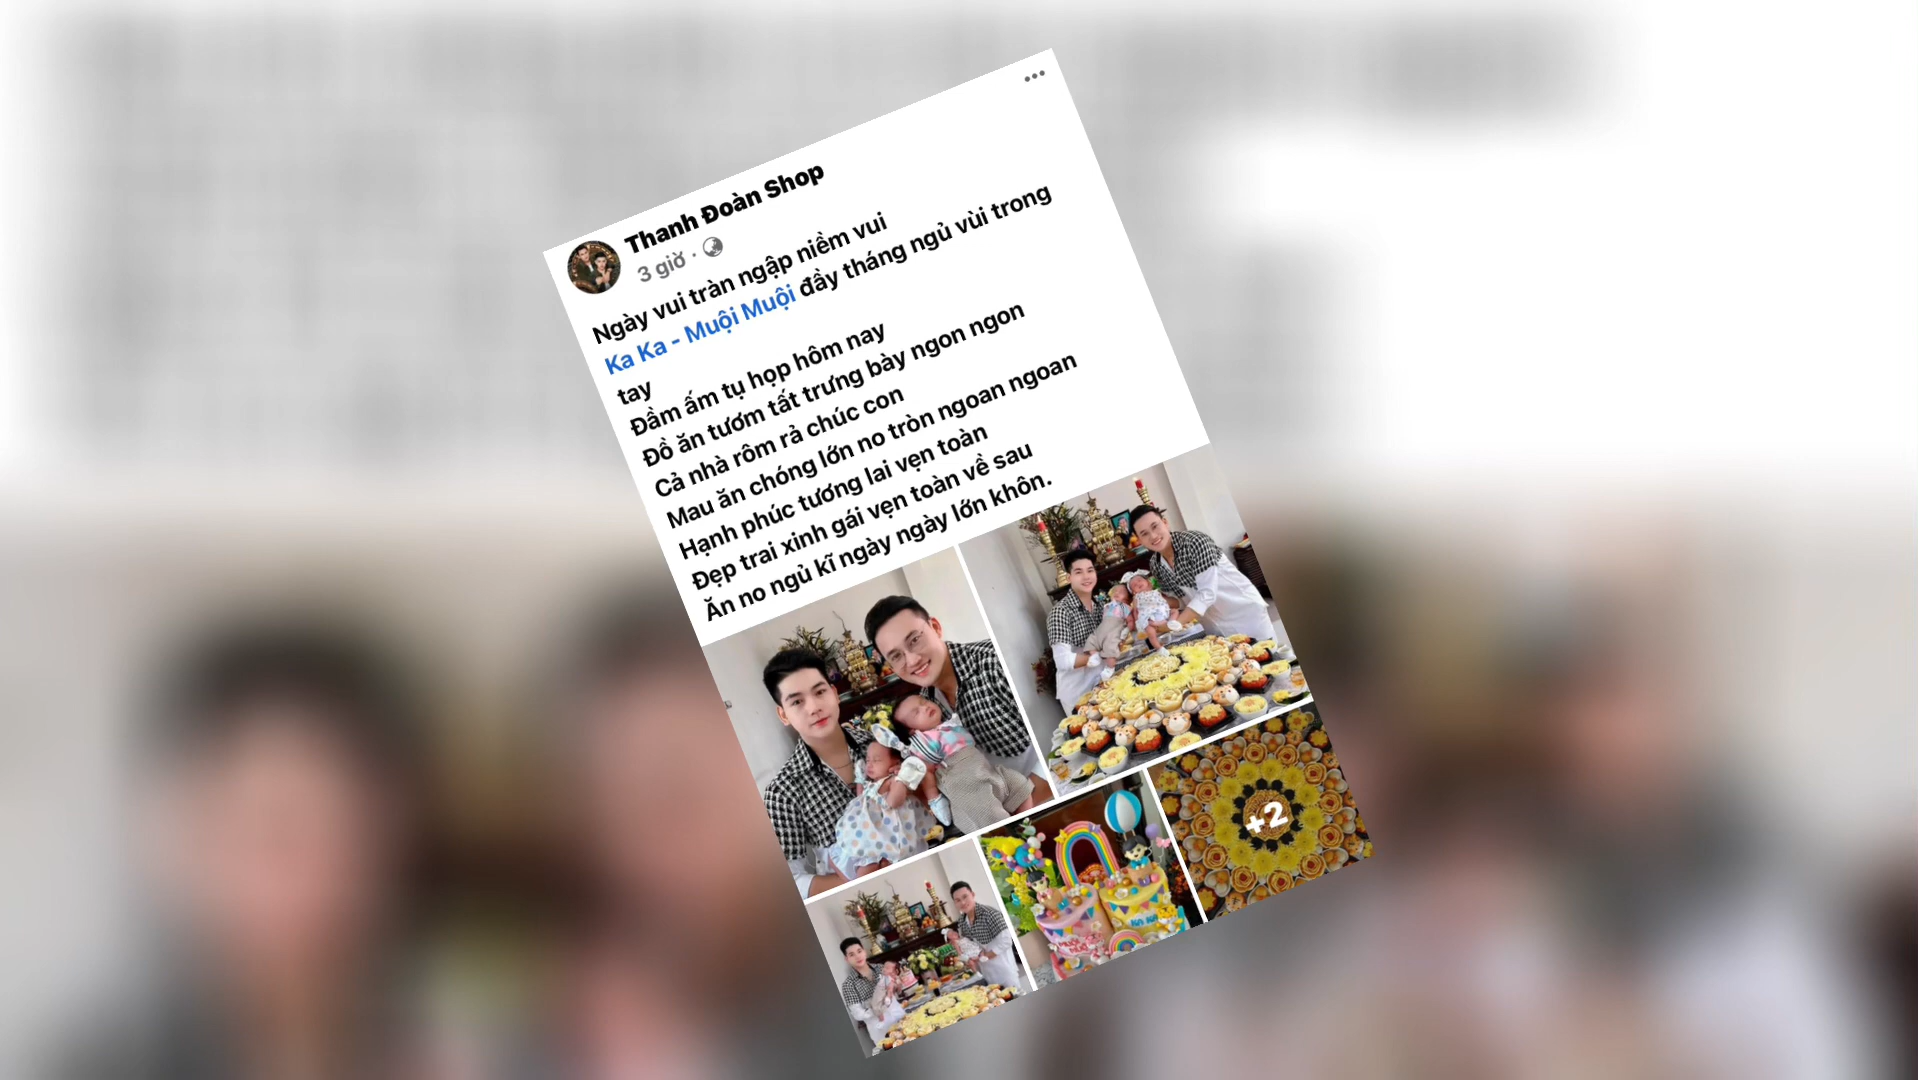 Thanh Đoàn Shop
3 giờ ·
Ngày vui tràn ngập niềm vui
Ka Ka - Muội Muội đầy tháng ngủ vùi trong
tay
Đầm ấm tụ họp hôm nay
Đồ ăn tươm tất trưng bày ngon ngon
Cả nhà rôm rả chúc con
Mau ăn chóng lớn no tròn ngoan ngoan
Hạnh phúc tương lai vẹn toàn
Đẹp trai xinh gái vẹn toàn về sau
Ăn no ngủ kĩ ngày ngày lớn khôn.
KA KA
+2